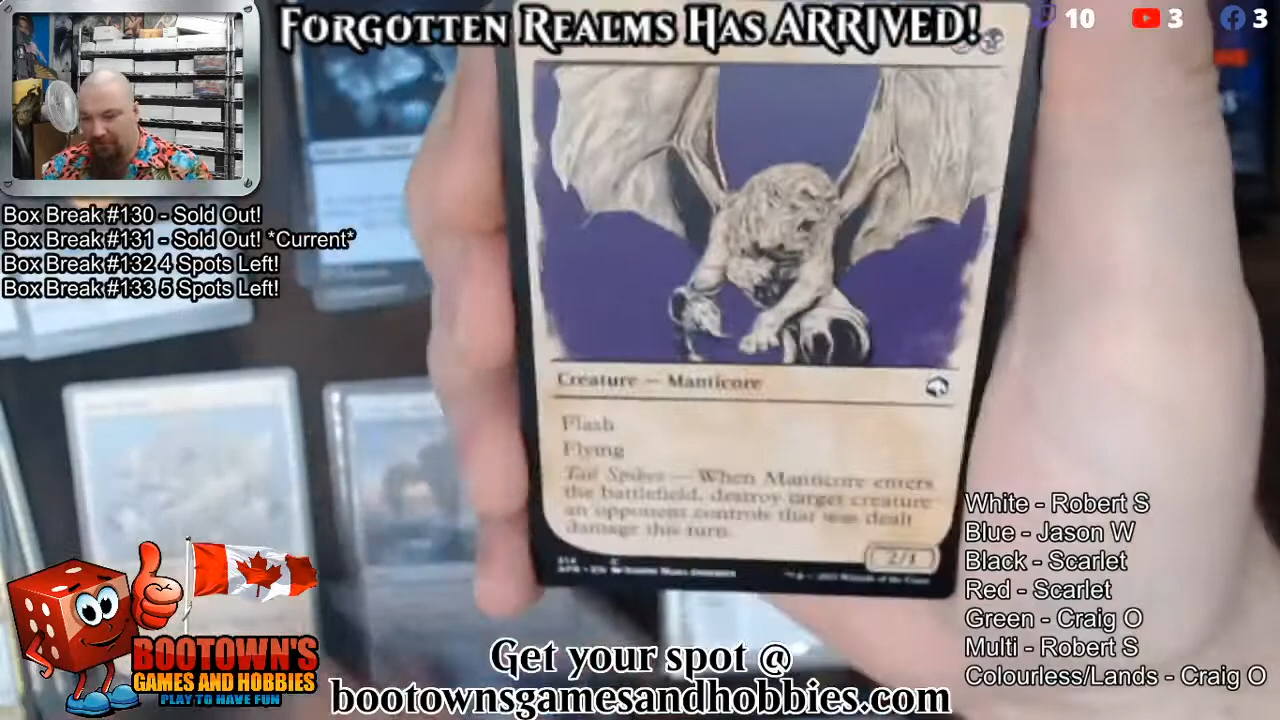 FORGOTTEN REALMS HAS ARRIVED!
10 3 3
Box Break #130 - Sold Out!
Box Break #131 - Sold Out! *Current*
Box Break #132 4 Spots Left!
Box Break #133 5 Spots Left!
Creature — Manticore
Flash
Flying
Tail Spikes — When Manticore enters
the battlefield, destroy target creature
an opponent controls that was dealt
damage this turn.
2/1
White - Robert S
Blue - Jason W
Black - Scarlet
Red - Scarlet
Green - Craig O
Multi - Robert S
Colourless/Lands - Craig O
BOOTOWN'S
GAMES AND HOBBIES
PLAY TO HAVE FUN
Get your spot @
bootownsgamesandhobbies.com